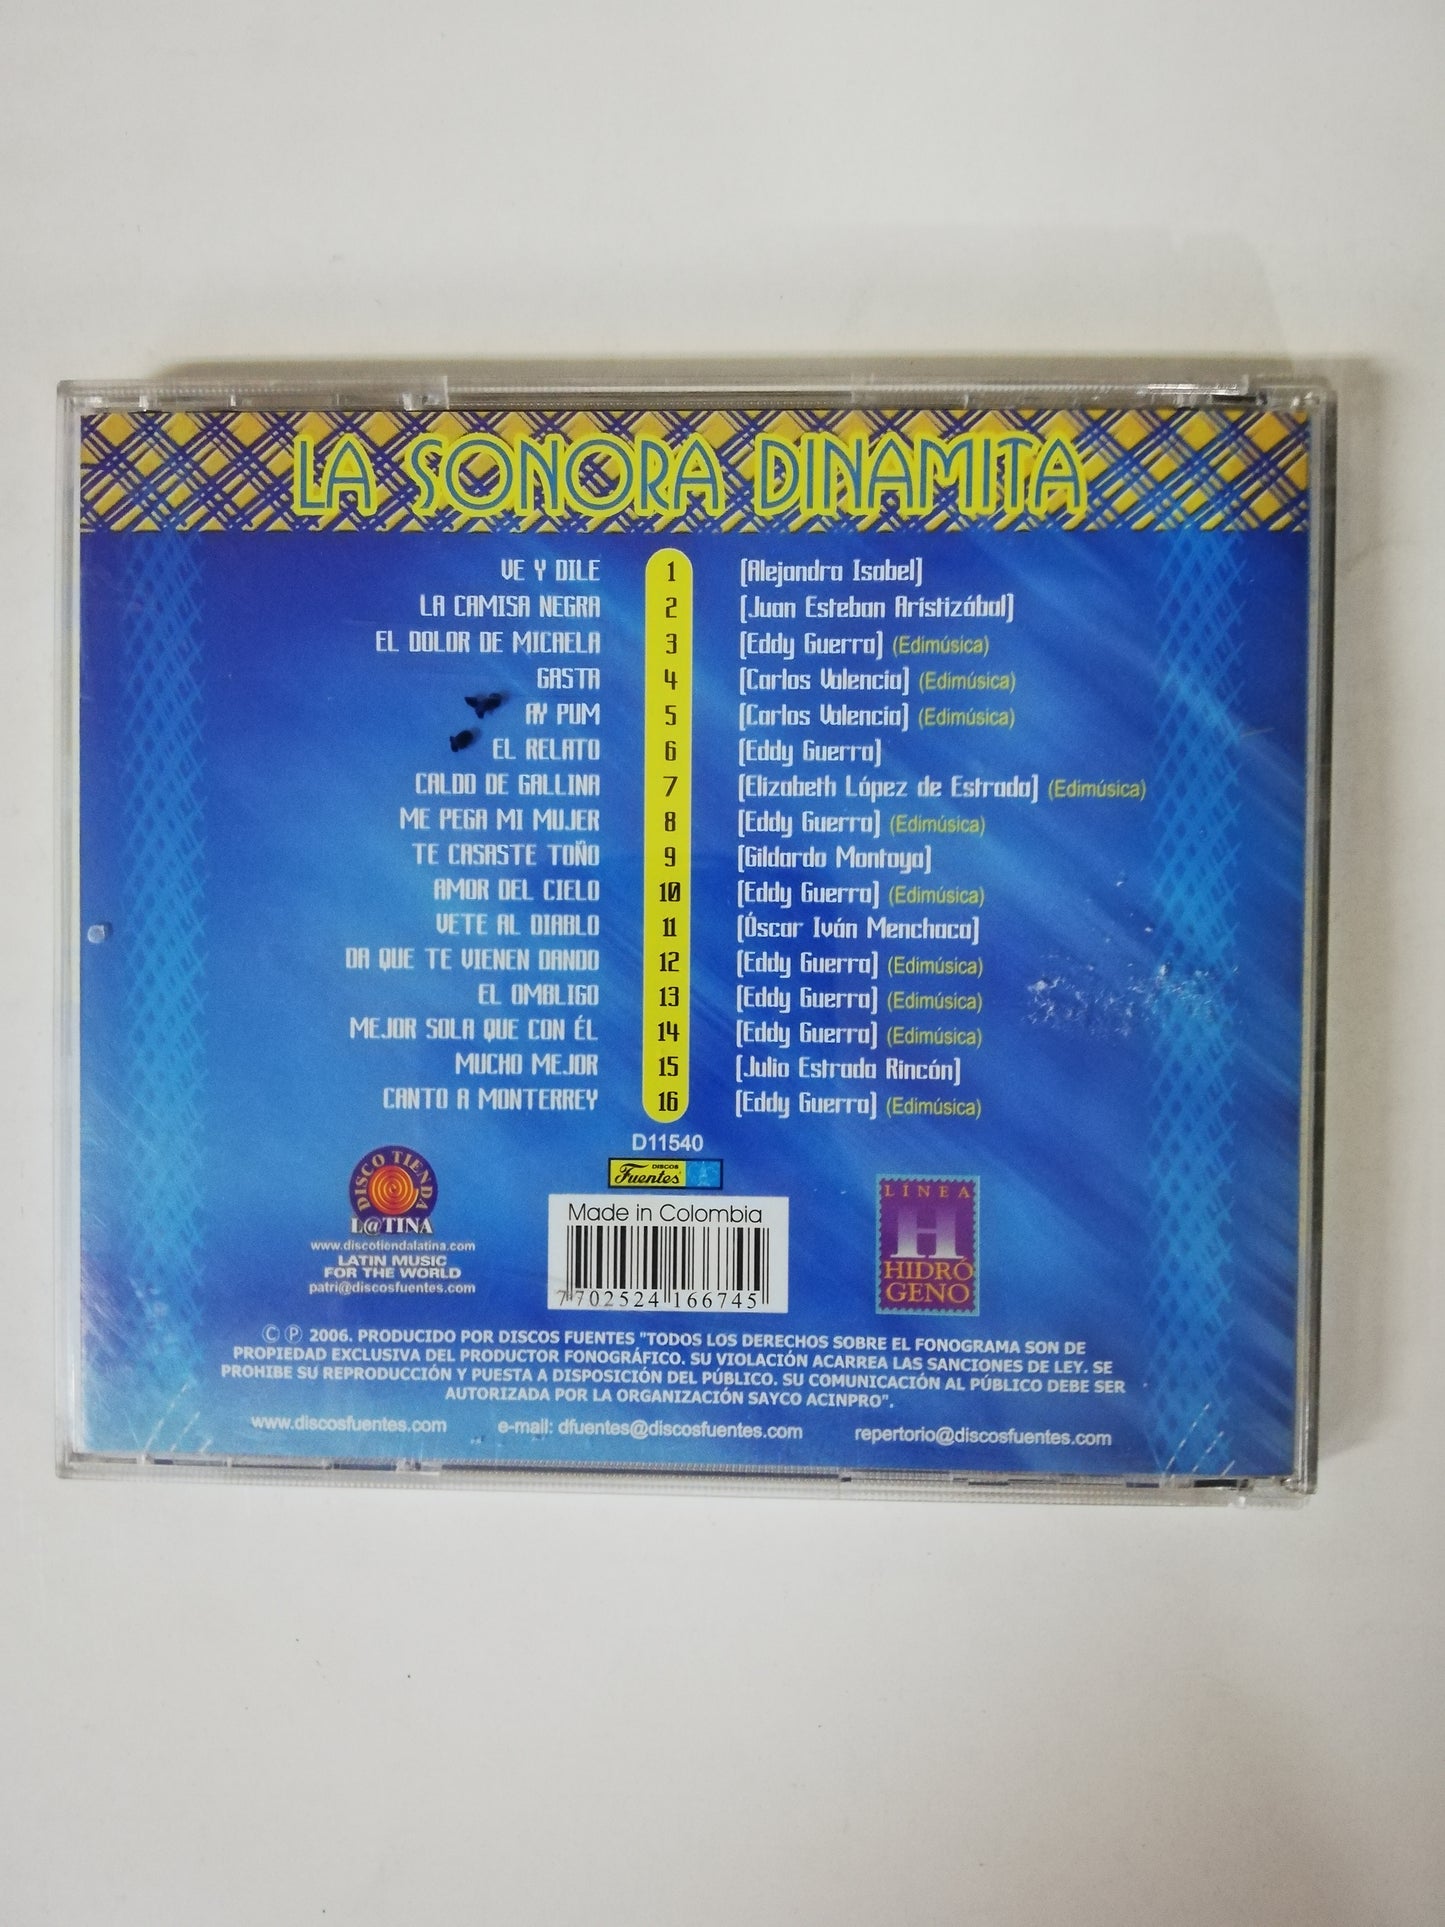 LA SONORA DINAMITA
VE Y DILE 1 [Alejandra Isabel]
LA CAMISA NEGRA 2 [Juan Esteban Aristizábal]
EL DOLOR DE MICAELA 3 [Eddy Guerra] (Edimúsica)
GASTA 4 [Carlos Valencia] (Edimúsica)
AY PUM 5 [Carlos Valencia] (Edimúsica)
EL RELATO 6 [Eddy Guerra]
CALDO DE GALLINA 7 [Elizabeth López de Estrada] (Edimúsica)
ME PEGA MI MUJER 8 [Eddy Guerra] (Edimúsica)
TE CASASTE TOÑO 9 [Gildardo Montoya]
AMOR DEL CIELO 10 [Eddy Guerra] (Edimúsica)
VETE AL DIABLO 11 [Óscar Iván Menchaca]
DA QUE TE VIENEN DANDO 12 [Eddy Guerra] (Edimúsica)
EL OMBLIGO 13 [Eddy Guerra] (Edimúsica)
MEJOR SOLA QUE CON ÉL 14 [Eddy Guerra] (Edimúsica)
MUCHO MEJOR 15 [Julio Estrada Rincón]
CANTO A MONTERREY 16 [Eddy Guerra] (Edimúsica)
D11540
DISCOS
Fuentes
DISCO TIENDA
L@TINA
www.discotiendalatina.com
LATIN MUSIC
FOR THE WORLD
patri@discosfuentes.com
Made in Colombia
7 702524 166745
LÍNEA
H
HIDRÓ
GENO
© ℗ 2006. PRODUCIDO POR DISCOS FUENTES "TODOS LOS DERECHOS SOBRE EL FONOGRAMA SON DE
PROPIEDAD EXCLUSIVA DEL PRODUCTOR FONOGRÁFICO. SU VIOLACIÓN ACARREA LAS SANCIONES DE LEY. SE
PROHIBE SU REPRODUCCIÓN Y PUESTA A DISPOSICIÓN DEL PÚBLICO. SU COMUNICACIÓN AL PÚBLICO DEBE SER
AUTORIZADA POR LA ORGANIZACIÓN SAYCO ACINPRO".
www.discosfuentes.com e-mail: dfuentes@discosfuentes.com repertorio@discosfuentes.com